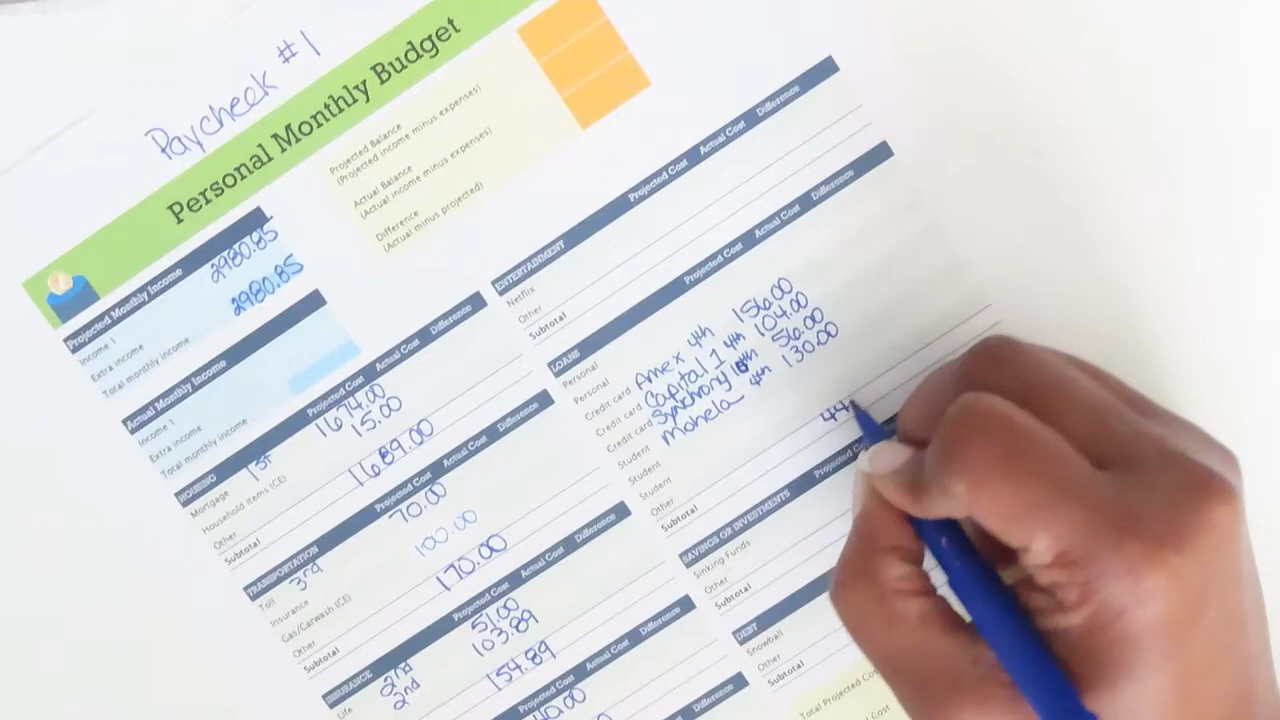 Paycheck #1
Personal Monthly Budget
Projected Balance
(Projected income minus expenses)
Actual Balance
(Actual income minus expenses)
Difference
(Actual minus projected)
Projected Monthly Income
Income 1 2980.85
Extra income
Total monthly income 2980.85
Actual Monthly Income
Income 1
Extra income
Total monthly income
HOUSING Projected Cost Actual Cost Difference
Mortgage 1st 1674.00
Household Items (CE) 15.00
Other
Subtotal 1689.00
TRANSPORTATION Projected Cost Actual Cost Difference
Toll 3rd 70.00
Insurance
Gas/Carwash (CE) 100.00
Other
Subtotal 170.00
INSURANCE Projected Cost Actual Cost Difference
2nd 51.00
Life 2nd 103.89
154.89
Projected Cost Actual Cost Difference
40.00
Difference
ENTERTAINMENT Projected Cost Actual Cost Difference
Netflix
Other
Subtotal
LOANS Projected Cost Actual Cost Difference
Personal
Personal
Credit card Amex 4th 156.00
Credit card Capital 1 4th 104.00
Credit card Synchrony 56.00
Student Mohela 4th 130.00
Student
Student
Other
Subtotal 44
SAVINGS OR INVESTMENTS Projected
Sinking Funds
Other
Subtotal
DEBT
Snowball
Other
Subtotal
Total Projected